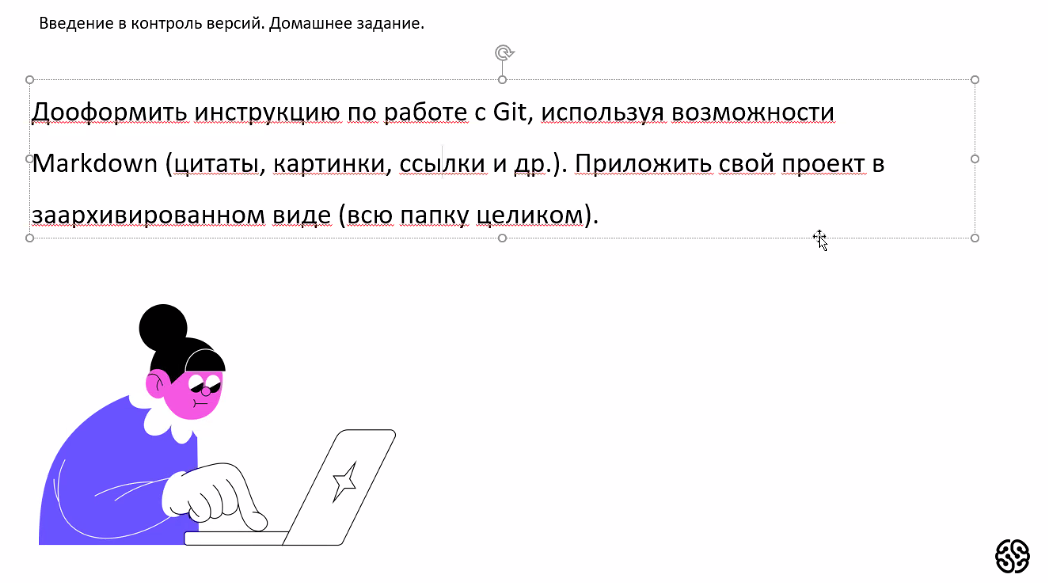 Введение в контроль версий. Домашнее задание.
Дооформить инструкцию по работе с Git, используя возможности
Markdown (цитаты, картинки, ссылки и др.). Приложить свой проект в
заархивированном виде (всю папку целиком).